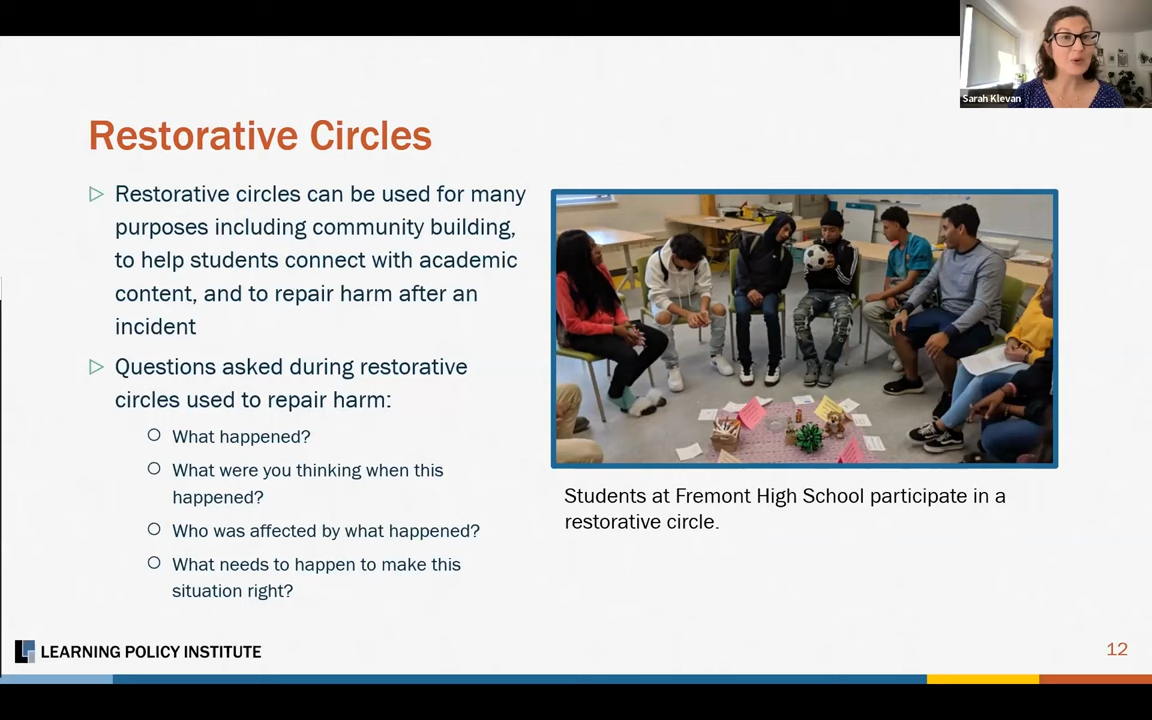 Sarah Klevan
Restorative Circles
Restorative circles can be used for many
purposes including community building,
to help students connect with academic
content, and to repair harm after an
incident
Questions asked during restorative
circles used to repair harm:
What happened?
What were you thinking when this
happened?
Who was affected by what happened?
What needs to happen to make this
situation right?
Students at Fremont High School participate in a
restorative circle.
LEARNING POLICY INSTITUTE
12